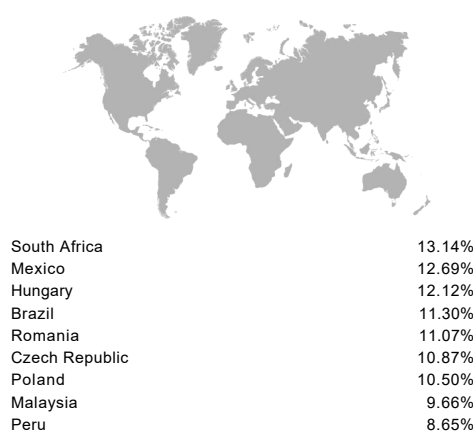 South Africa 13.14%
Mexico 12.69%
Hungary 12.12%
Brazil 11.30%
Romania 11.07%
Czech Republic 10.87%
Poland 10.50%
Malaysia 9.66%
Peru 8.65%